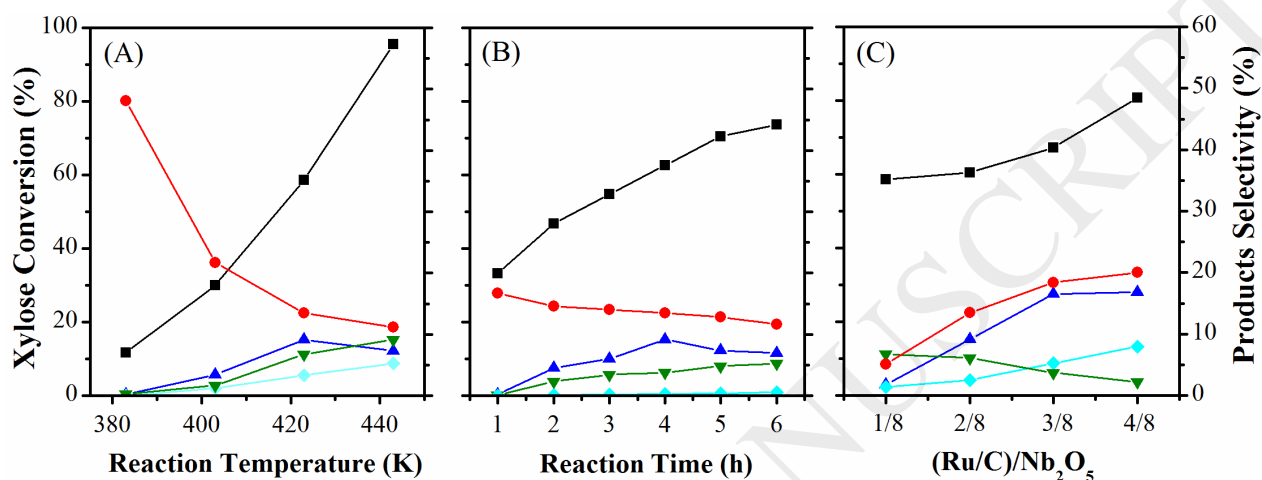 (A)
(B)
(C)
Xylose Conversion (%)
100
80
60
40
20
0
380 400 420 440
Reaction Temperature (K)
1 2 3 4 5 6
Reaction Time (h)
1/8 2/8 3/8 4/8
(Ru/C)/Nb₂O₅
60
50
40
30
20
10
0
Products Selectivity (%)
NUSCRIPT